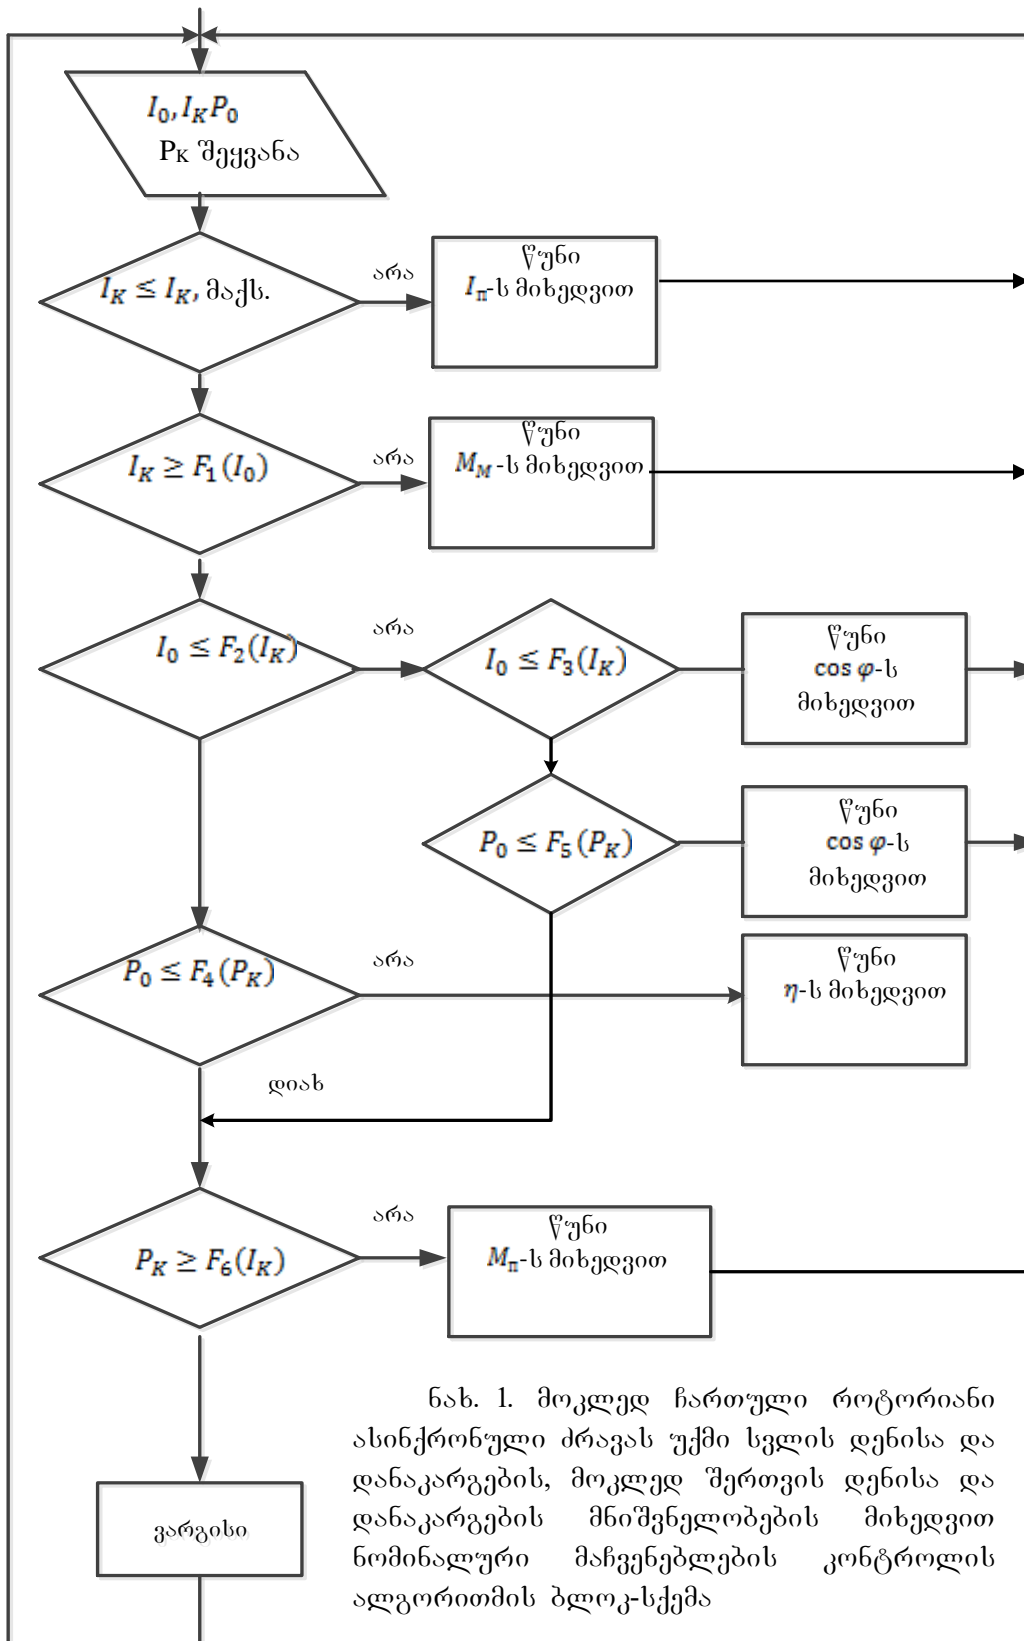 I₀, I_K P₀
P_K შეყვანა
I_K ≤ I_K, მაქს.
არა
წუნი
I_п-ს მიხედვით
I_K ≥ F₁(I₀)
არა
წუნი
M_M-ს მიხედვით
I₀ ≤ F₂(I_K)
არა
I₀ ≤ F₃(I_K)
წუნი
cos φ-ს
მიხედვით
P₀ ≤ F₅(P_K)
წუნი
cos φ-ს
მიხედვით
P₀ ≤ F₄(P_K)
არა
წუნი
η-ს მიხედვით
დიახ
P_K ≥ F₆(I_K)
არა
წუნი
M_п-ს მიხედვით
ვარგისი
ნახ. 1. მოკლედ ჩართული როტორიანი
ასინქრონული ძრავას უქმი სვლის დენისა და
დანაკარგების, მოკლედ შერთვის დენისა და
დანაკარგების მნიშვნელობების მიხედვით
ნომინალური მაჩვენებლების კონტროლის
ალგორითმის ბლოკ-სქემა